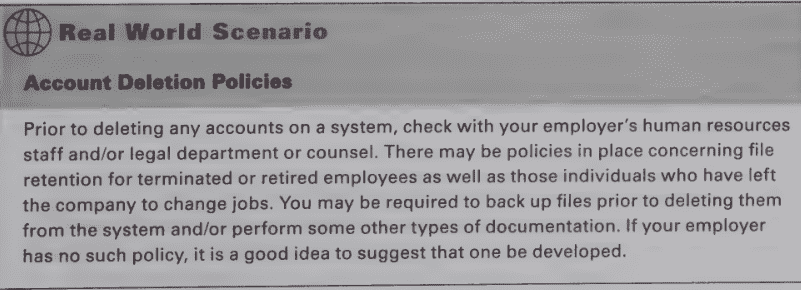 Real World Scenario
Account Deletion Policies
Prior to deleting any accounts on a system, check with your employer's human resources
staff and/or legal department or counsel. There may be policies in place concerning file
retention for terminated or retired employees as well as those individuals who have left
the company to change jobs. You may be required to back up files prior to deleting them
from the system and/or perform some other types of documentation. If your employer
has no such policy, it is a good idea to suggest that one be developed.